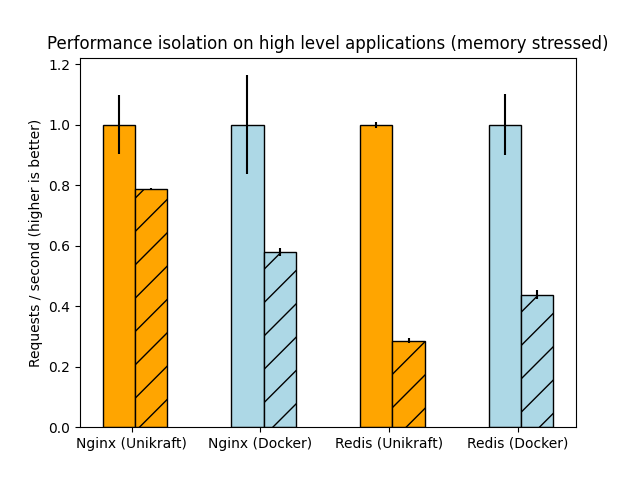 Performance isolation on high level applications (memory stressed)
Requests / second (higher is better)
1.2
1.0
0.8
0.6
0.4
0.2
0.0
Nginx (Unikraft)
Nginx (Docker)
Redis (Unikraft)
Redis (Docker)